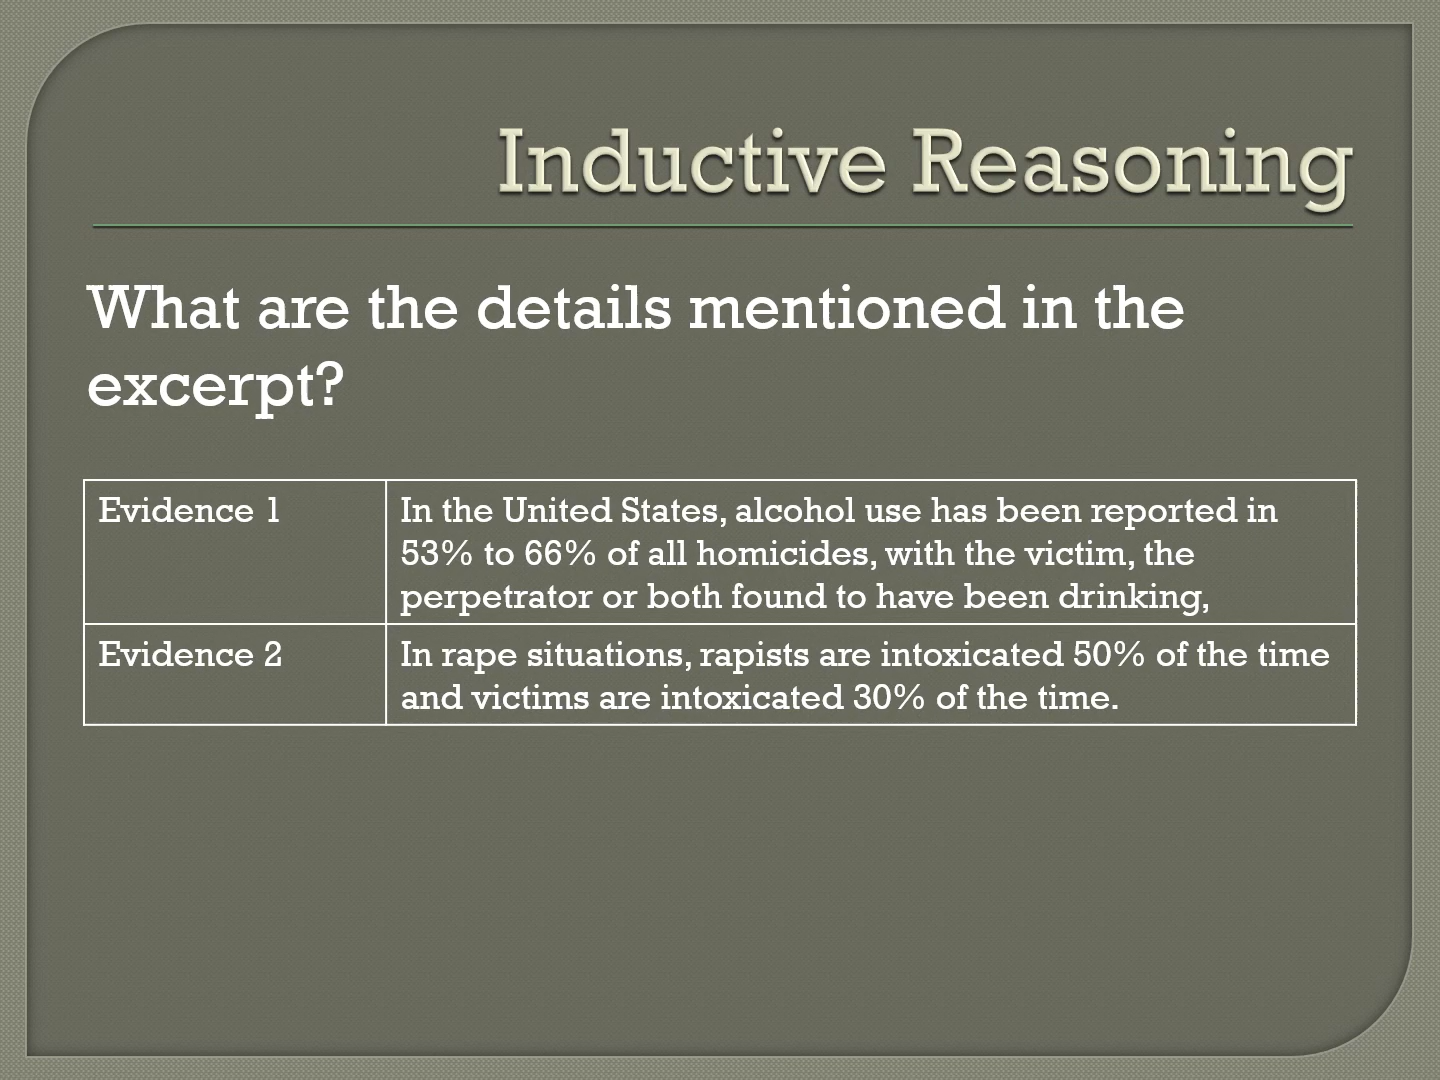 Inductive Reasoning
What are the details mentioned in the
excerpt?
Evidence 1
In the United States, alcohol use has been reported in
53% to 66% of all homicides, with the victim, the
perpetrator or both found to have been drinking,
Evidence 2
In rape situations, rapists are intoxicated 50% of the time
and victims are intoxicated 30% of the time.